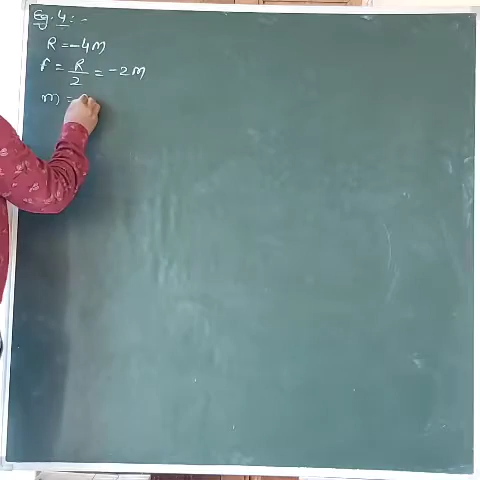 Eg. 4 : -
R = -4m
f = R/2 = -2m
m =